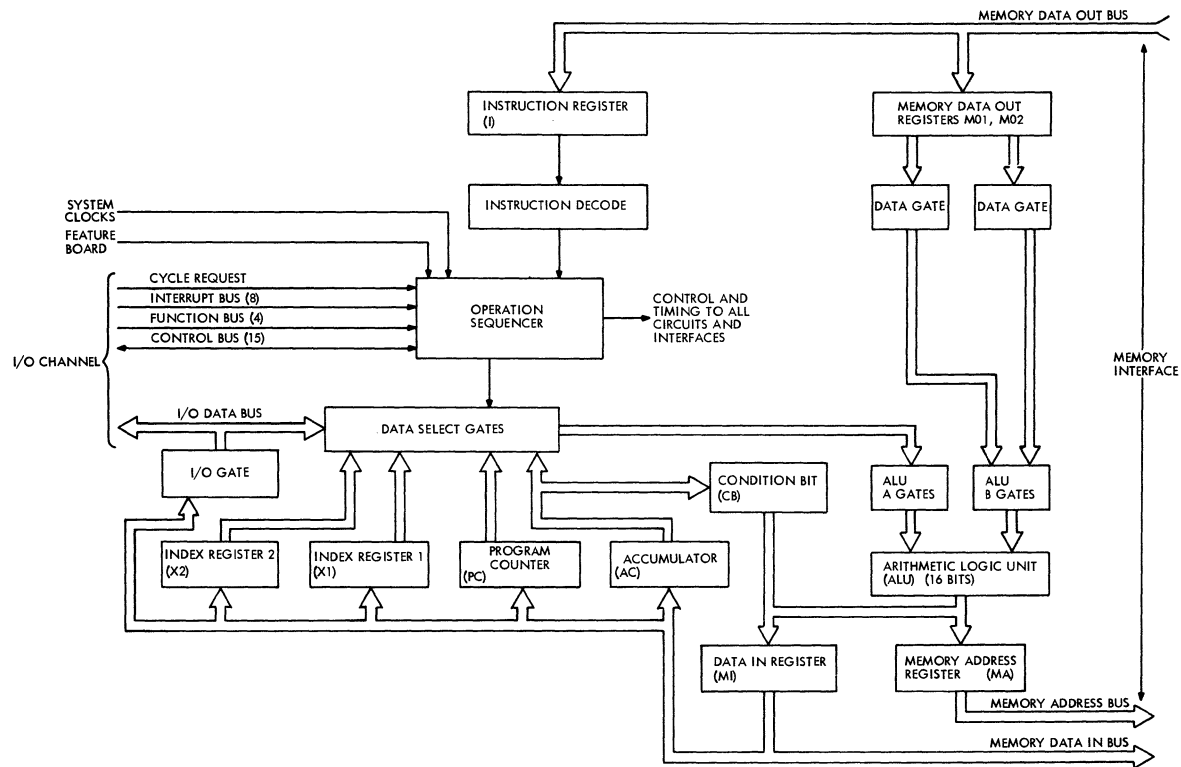 MEMORY DATA OUT BUS
INSTRUCTION REGISTER
(I)
MEMORY DATA OUT
REGISTERS M01, M02
INSTRUCTION DECODE
DATA GATE
DATA GATE
SYSTEM
CLOCKS
FEATURE
BOARD
CYCLE REQUEST
INTERRUPT BUS (8)
FUNCTION BUS (4)
CONTROL BUS (15)
I/O CHANNEL
OPERATION
SEQUENCER
CONTROL AND
TIMING TO ALL
CIRCUITS AND
INTERFACES
MEMORY
INTERFACE
I/O DATA BUS
DATA SELECT GATES
I/O GATE
CONDITION BIT
(CB)
ALU
A GATES
ALU
B GATES
INDEX REGISTER 2
(X2)
INDEX REGISTER 1
(X1)
PROGRAM
COUNTER
(PC)
ACCUMULATOR
(AC)
ARITHMETIC LOGIC UNIT
(ALU) (16 BITS)
DATA IN REGISTER
(MI)
MEMORY ADDRESS
REGISTER (MA)
MEMORY ADDRESS BUS
MEMORY DATA IN BUS